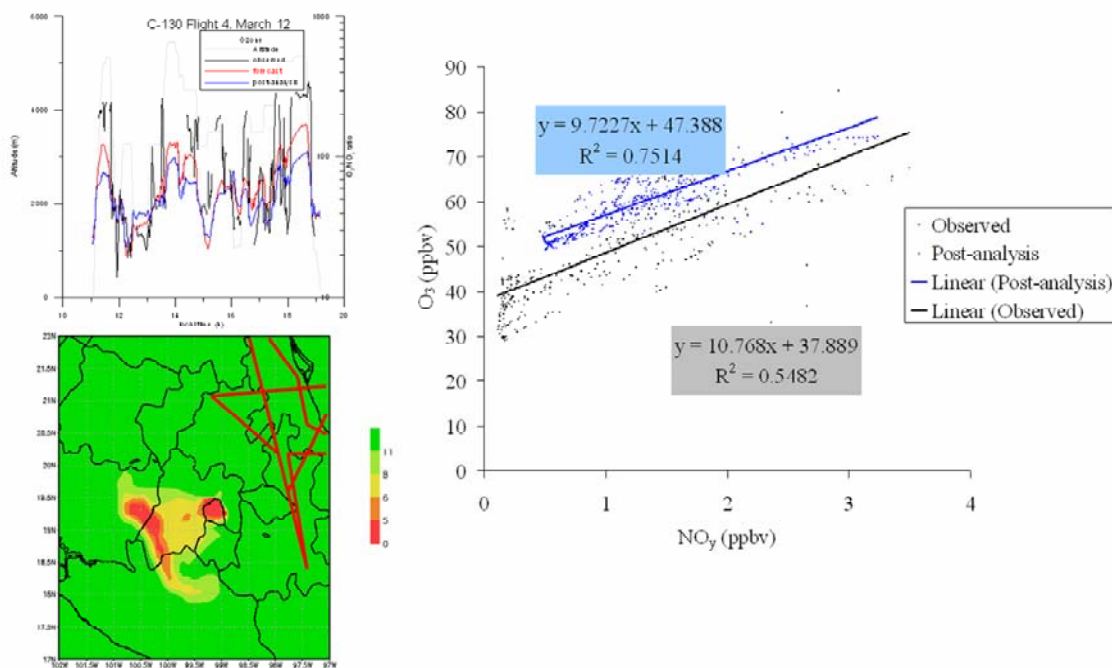 C-130 Flight 4. March 12
Ozone
Altitude
observed
forecast
post-analysis
6000
4000
2000
0
Altitude (m)
1000
100
10
10
12
14
16
18
20
22N
21.5N
21N
20.5N
20N
19.5N
19N
18.5N
18N
17.5N
17N
102W
101.5W
101W
100.5W
100W
99.5W
99W
98.5W
98W
97.5W
97W
11
8
6
5
0
90
80
70
60
50
40
30
20
10
0
O3 (ppbv)
y = 9.7227x + 47.388
R² = 0.7514
y = 10.768x + 37.889
R² = 0.5482
0
1
2
3
4
NOy (ppbv)
Observed
Post-analysis
Linear (Post-analysis)
Linear (Observed)